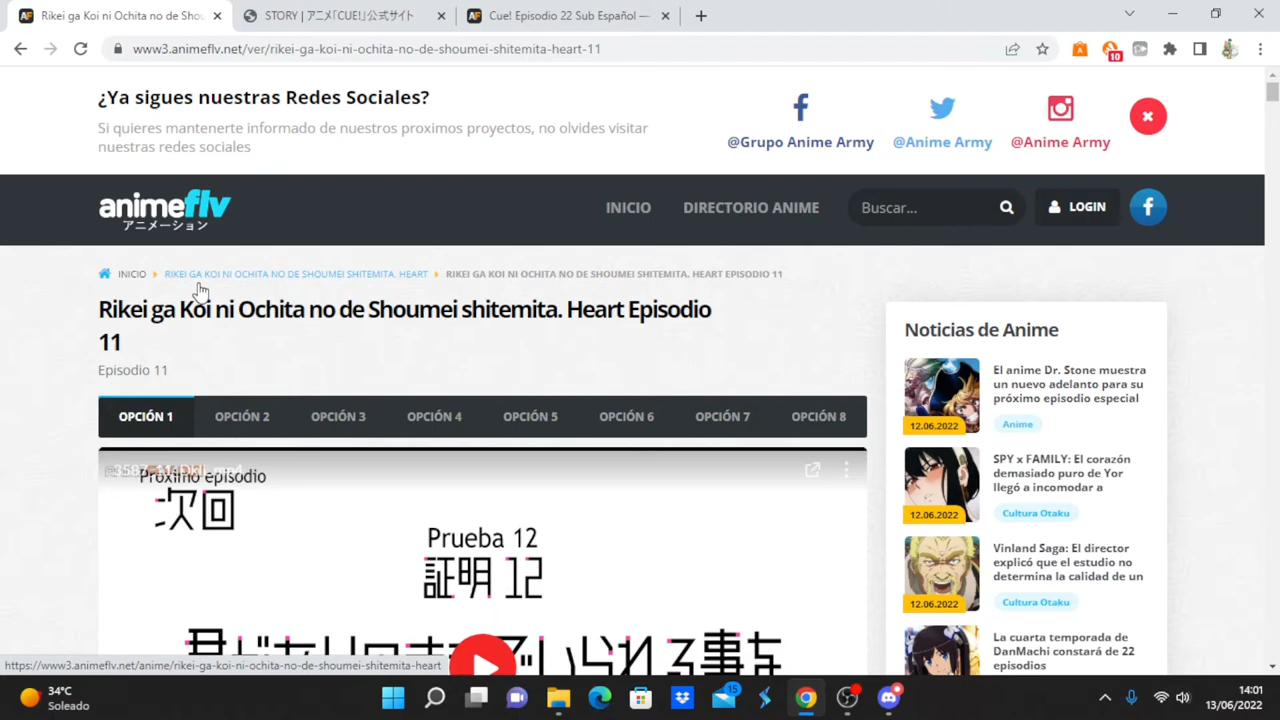 Rikei ga Koi ni Ochita no de Shou
STORY | アニメ「CUE!」公式サイト
Cue! Episodio 22 Sub Español —
www3.animeflv.net/ver/rikei-ga-koi-ni-ochita-no-de-shoumei-shitemita-heart-11
10
¿Ya sigues nuestras Redes Sociales?
Si quieres mantenerte informado de nuestros proximos proyectos, no olvides visitar
nuestras redes sociales
@Grupo Anime Army
@Anime Army
@Anime Army
animeflv
アニメーション
INICIO
DIRECTORIO ANIME
Buscar...
LOGIN
INICIO
RIKEI GA KOI NI OCHITA NO DE SHOUMEI SHITEMITA. HEART
RIKEI GA KOI NI OCHITA NO DE SHOUMEI SHITEMITA. HEART EPISODIO 11
Rikei ga Koi ni Ochita no de Shoumei shitemita. Heart Episodio
11
Episodio 11
OPCIÓN 1
OPCIÓN 2
OPCIÓN 3
OPCIÓN 4
OPCIÓN 5
OPCIÓN 6
OPCIÓN 7
OPCIÓN 8
Próximo episodio
次回
Prueba 12
証明 12
Noticias de Anime
El anime Dr. Stone muestra
un nuevo adelanto para su
próximo episodio especial
12.06.2022
Anime
SPY x FAMILY: El corazón
demasiado puro de Yor
llegó a incomodar a
12.06.2022
Cultura Otaku
Vinland Saga: El director
explicó que el estudio no
determina la calidad de un
12.06.2022
Cultura Otaku
La cuarta temporada de
DanMachi constará de 22
episodios
https://www3.animeflv.net/anime/rikei-ga-koi-ni-ochita-no-de-shoumei-shitemita-heart
34°C
Soleado
15
14:01
13/06/2022